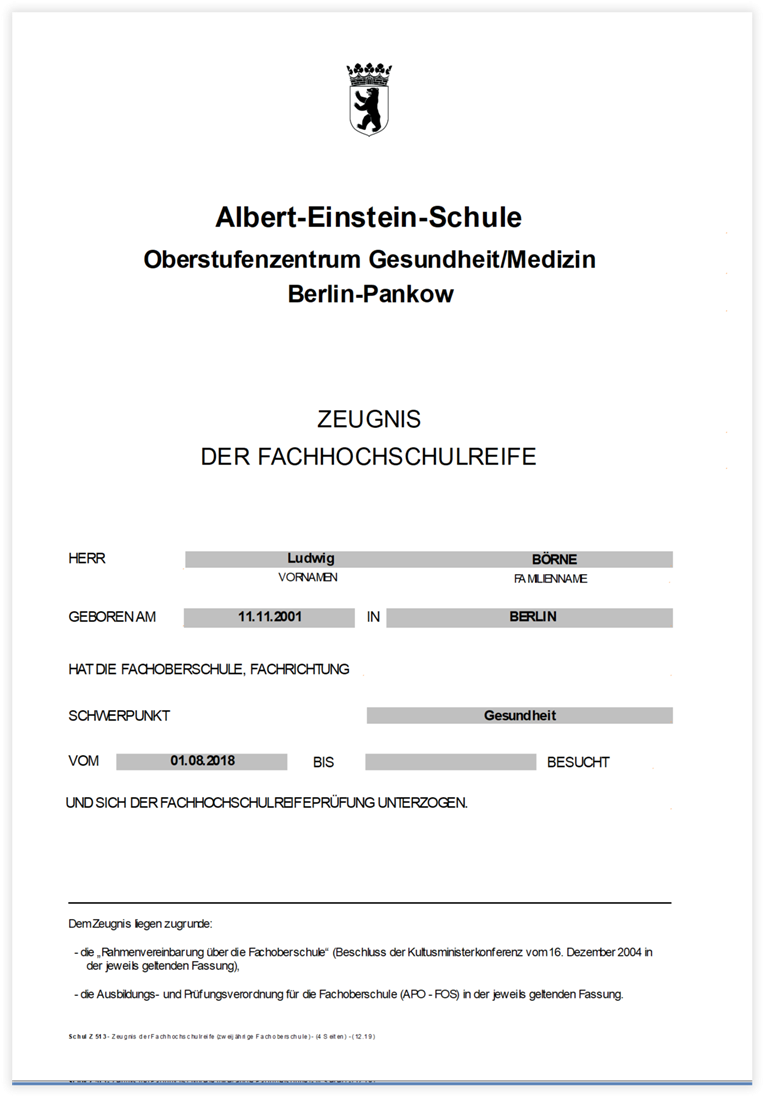 Albert-Einstein-Schule
Oberstufenzentrum Gesundheit/Medizin
Berlin-Pankow
ZEUGNIS
DER FACHHOCHSCHULREIFE
HERR Ludwig BÖRNE
VORNAMEN FAMILIENNAME
GEBOREN AM 11.11.2001 IN BERLIN
HAT DIE FACHOBERSCHULE, FACHRICHTUNG
SCHWERPUNKT Gesundheit
VOM 01.08.2018 BIS BESUCHT
UND SICH DER FACHHOCHSCHULREIFEPRÜFUNG UNTERZOGEN.
Dem Zeugnis liegen zugrunde:
- die „Rahmenvereinbarung über die Fachoberschule“ (Beschluss der Kultusministerkonferenz vom 16. Dezember 2004 in
der jeweils geltenden Fassung),
- die Ausbildungs- und Prüfungsverordnung für die Fachoberschule (APO - FOS) in der jeweils geltenden Fassung.
Schul Z 513 - Zeugnis der Fachhochschulreife (zweijährige Fachoberschule) - (4 Seiten) - (12.19)